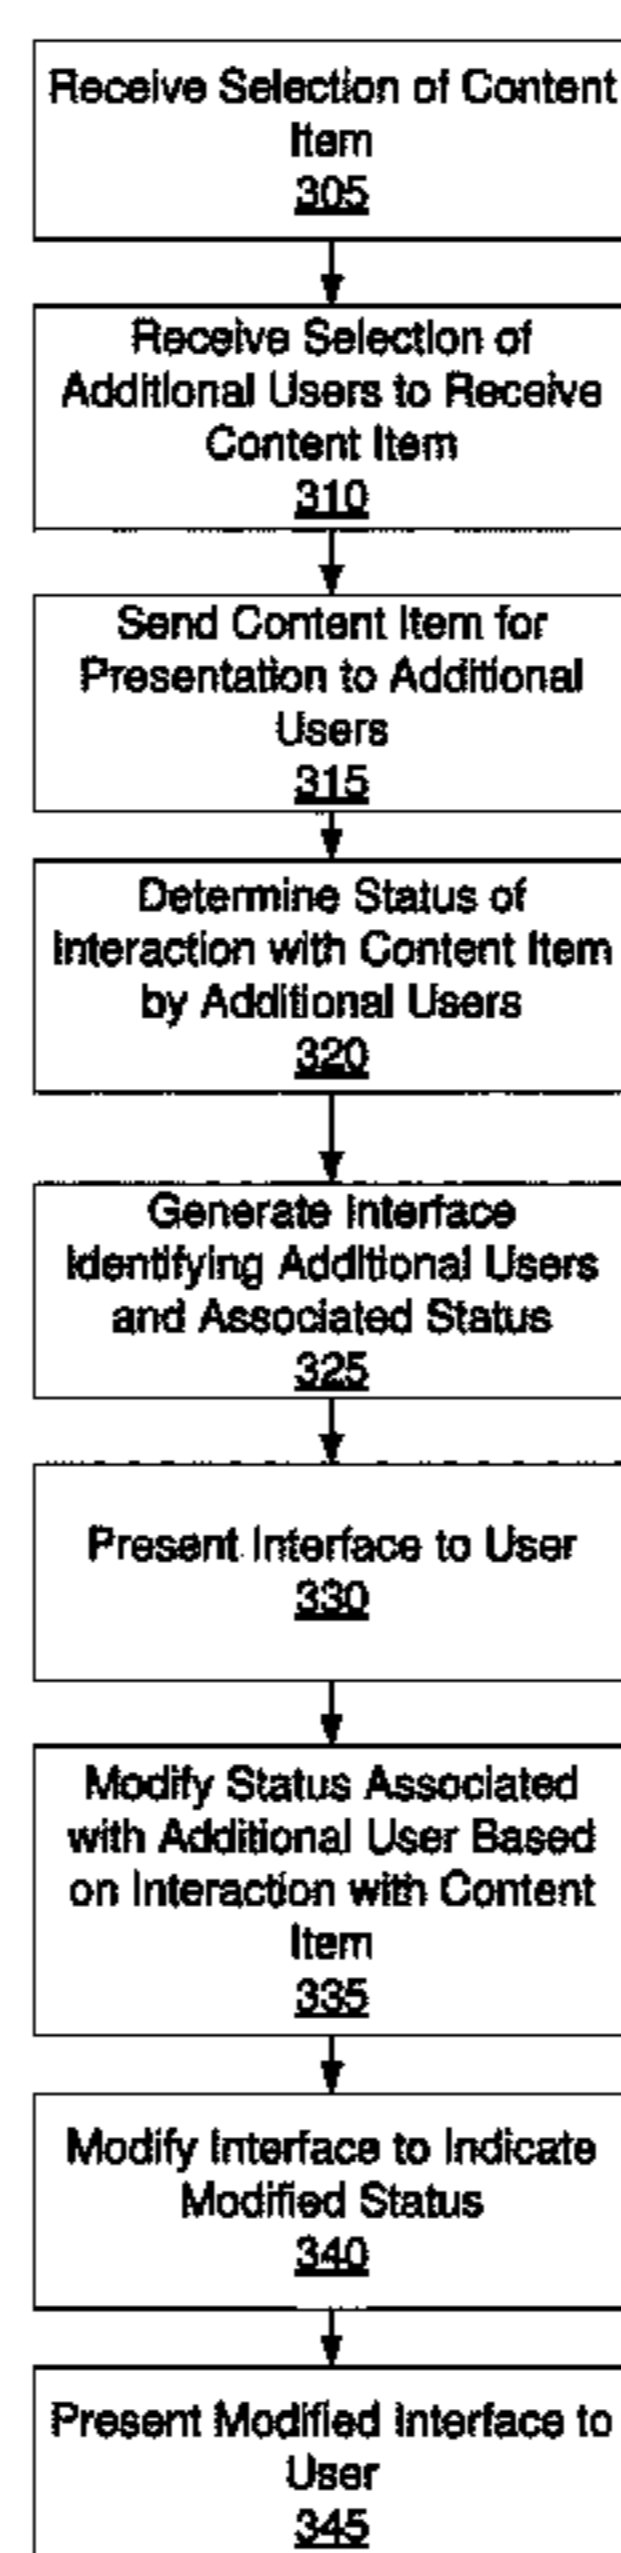 Receive Selection of Content
Item
305
Receive Selection of
Additional Users to Receive
Content Item
310
Send Content Item for
Presentation to Additional
Users
315
Determine Status of
Interaction with Content Item
by Additional Users
320
Generate Interface
Identifying Additional Users
and Associated Status
325
Present Interface to User
330
Modify Status Associated
with Additional User Based
on Interaction with Content
Item
335
Modify Interface to Indicate
Modified Status
340
Present Modified Interface to
User
345